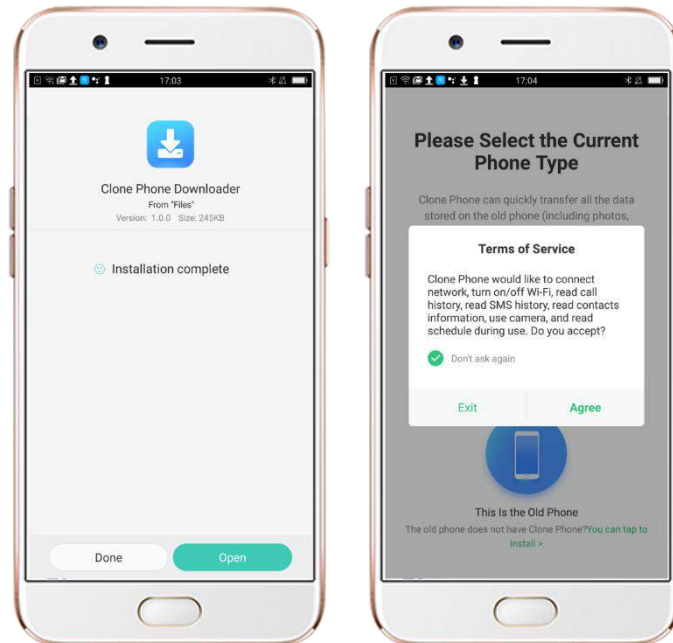 17:03
Clone Phone Downloader
From "Files"
Version: 1.0.0 Size: 245KB
Installation complete
Done
Open
17:04
Please Select the Current
Phone Type
Clone Phone can quickly transfer all the data
stored on the old phone (including photos,
Terms of Service
Clone Phone would like to connect
network, turn on/off Wi-Fi, read call
history, read SMS history, read contacts
information, use camera, and read
schedule during use. Do you accept?
Don't ask again
Exit
Agree
This Is the Old Phone
The old phone does not have Clone Phone?You can tap to
install >